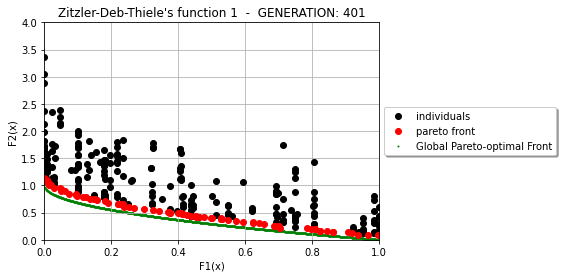 Zitzler-Deb-Thiele's function 1  -  GENERATION: 401
4.0
3.5
3.0
2.5
2.0
1.5
1.0
0.5
0.0
F2(x)
0.0 0.2 0.4 0.6 0.8 1.0
F1(x)
individuals
pareto front
Global Pareto-optimal Front